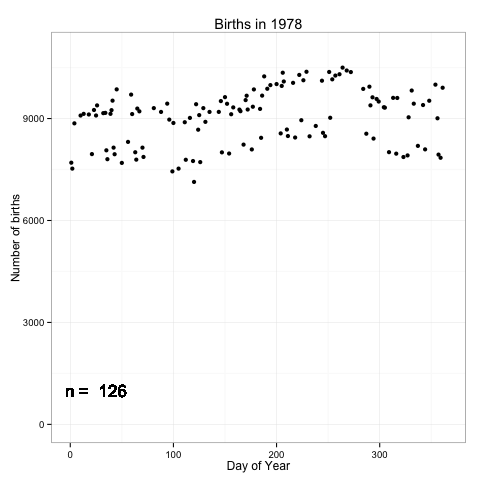 Births in 1978
Number of births
9000
6000
3000
0
n = 126
0 100 200 300
Day of Year